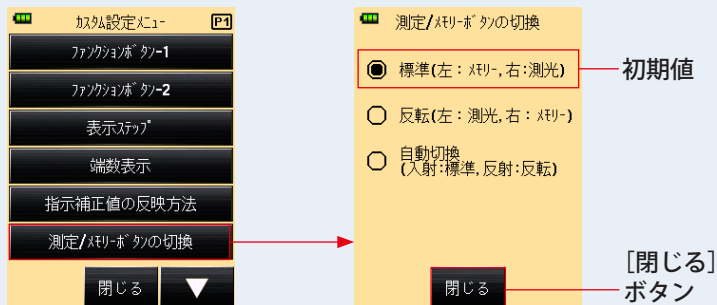 カスタム設定メニュー P1
ファンクションボタン-1
ファンクションボタン-2
表示ステップ
端数表示
指示補正値の反映方法
測定/メモリーボタンの切換
閉じる
測定/メモリーボタンの切換
標準(左：メモリー,右:測光)
反転(左：測光,右：メモリー)
自動切換
(入射:標準,反射:反転)
閉じる
初期値
［閉じる］
ボタン